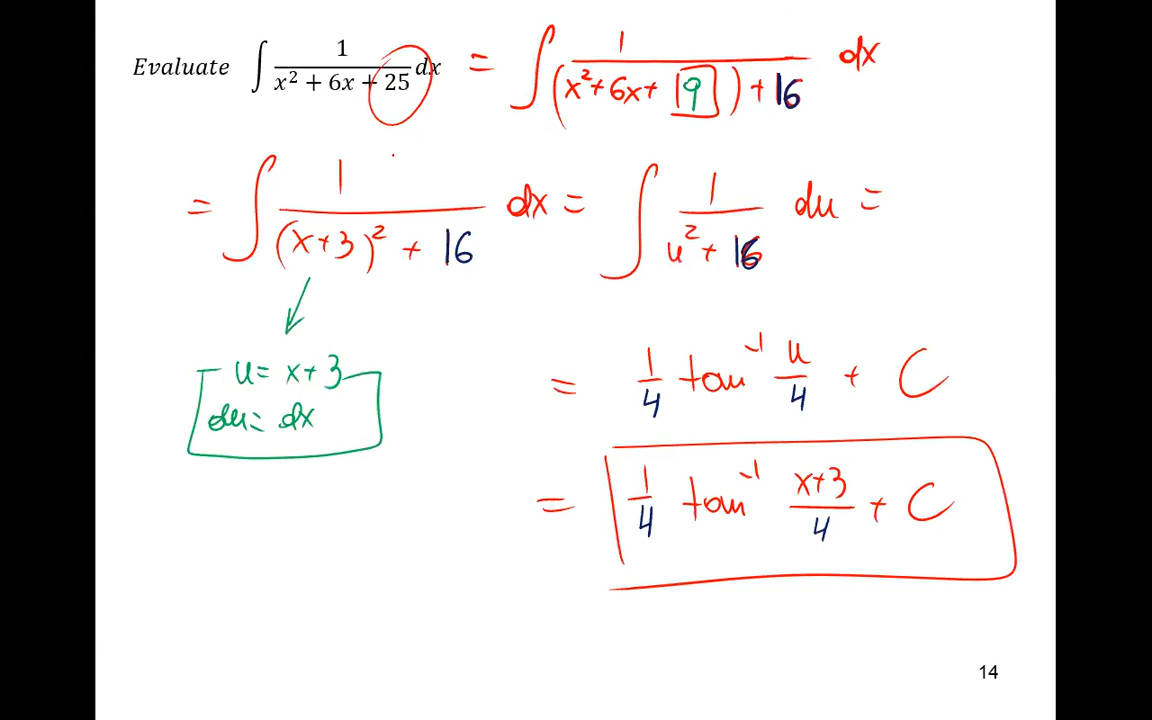 Evaluate ∫ 1/(x² + 6x + 25) dx = ∫ 1/((x²+6x+ 9) + 16) dx
= ∫ 1/((x+3)² + 16) dx = ∫ 1/(u² + 16) du =
u = x+3
du = dx
= 1/4 tan⁻¹ u/4 + C
= 1/4 tan⁻¹ (x+3)/4 + C
14